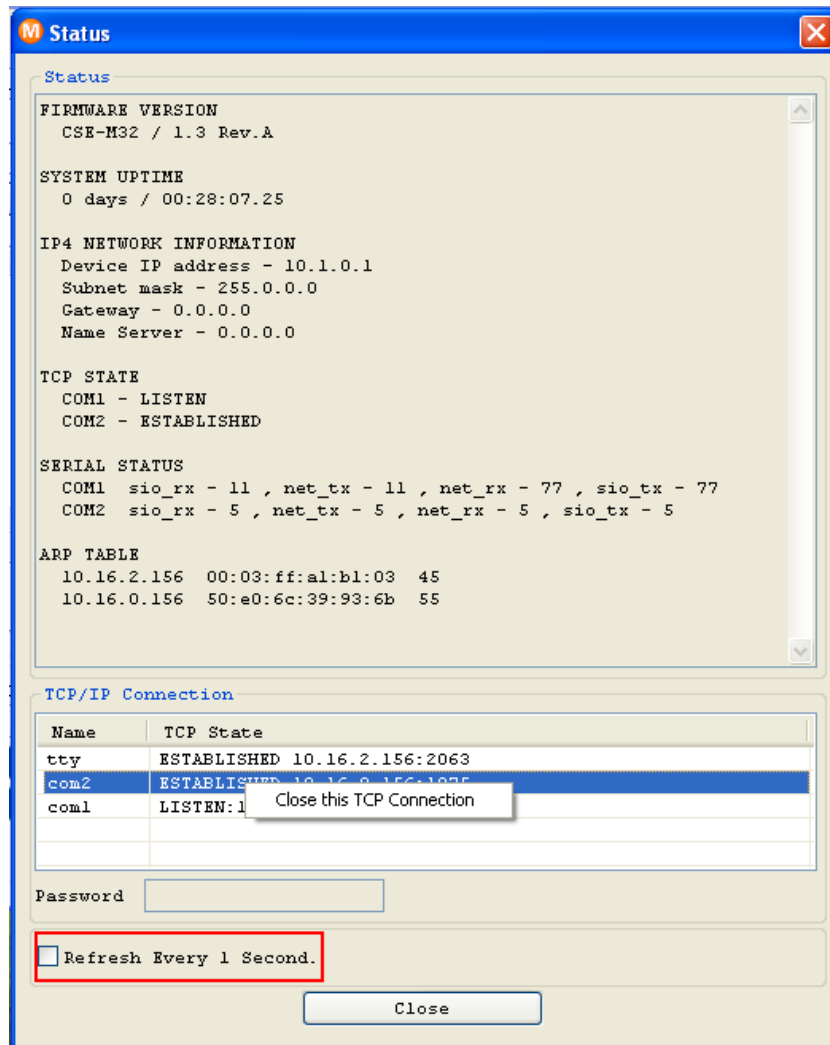 M Status
Status
FIRMWARE VERSION
CSE-M32 / 1.3 Rev.A
SYSTEM UPTIME
0 days / 00:28:07.25
IP4 NETWORK INFORMATION
Device IP address - 10.1.0.1
Subnet mask - 255.0.0.0
Gateway - 0.0.0.0
Name Server - 0.0.0.0
TCP STATE
COM1 - LISTEN
COM2 - ESTABLISHED
SERIAL STATUS
COM1 sio_rx - 11 , net_tx - 11 , net_rx - 77 , sio_tx - 77
COM2 sio_rx - 5 , net_tx - 5 , net_rx - 5 , sio_tx - 5
ARP TABLE
10.16.2.156 00:03:ff:a1:b1:03 45
10.16.0.156 50:e0:6c:39:93:6b 55
TCP/IP Connection
Name TCP State
tty ESTABLISHED 10.16.2.156:2063
com2
Close this TCP Connection
com1 LISTEN:1
Password
Refresh Every 1 Second.
Close